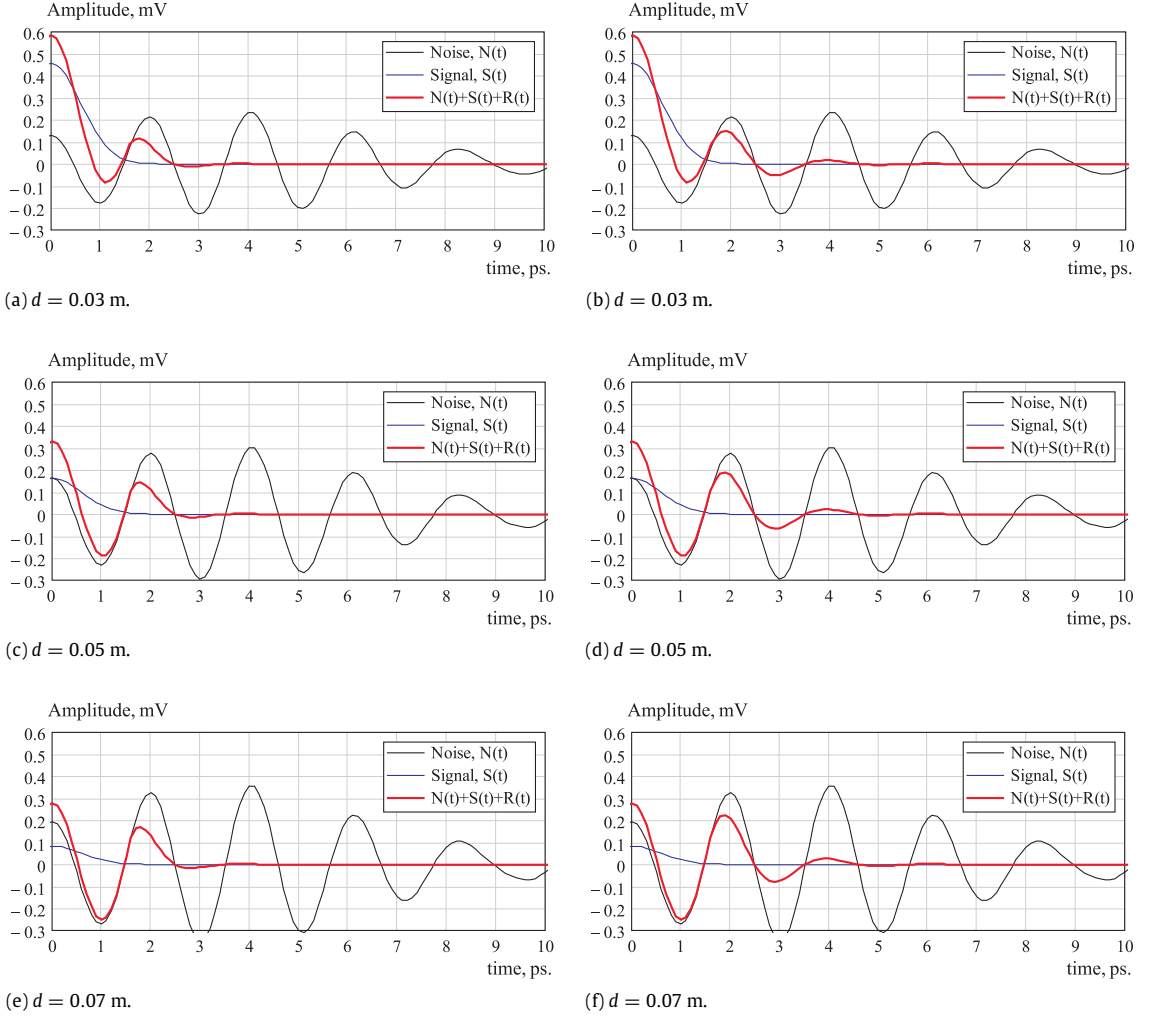 Amplitude, mV
0.6
0.5
0.4
0.3
0.2
0.1
0
– 0.1
– 0.2
– 0.3
Noise, N(t)
Signal, S(t)
N(t)+S(t)+R(t)
0 1 2 3 4 5 6 7 8 9 10
time, ps.
(a) d = 0.03 m.
Amplitude, mV
0.6
0.5
0.4
0.3
0.2
0.1
0
– 0.1
– 0.2
– 0.3
Noise, N(t)
Signal, S(t)
N(t)+S(t)+R(t)
0 1 2 3 4 5 6 7 8 9 10
time, ps.
(b) d = 0.03 m.
Amplitude, mV
0.6
0.5
0.4
0.3
0.2
0.1
0
– 0.1
– 0.2
– 0.3
Noise, N(t)
Signal, S(t)
N(t)+S(t)+R(t)
0 1 2 3 4 5 6 7 8 9 10
time, ps.
(c) d = 0.05 m.
Amplitude, mV
0.6
0.5
0.4
0.3
0.2
0.1
0
– 0.1
– 0.2
– 0.3
Noise, N(t)
Signal, S(t)
N(t)+S(t)+R(t)
0 1 2 3 4 5 6 7 8 9 10
time, ps.
(d) d = 0.05 m.
Amplitude, mV
0.6
0.5
0.4
0.3
0.2
0.1
0
– 0.1
– 0.2
– 0.3
Noise, N(t)
Signal, S(t)
N(t)+S(t)+R(t)
0 1 2 3 4 5 6 7 8 9 10
time, ps.
(e) d = 0.07 m.
Amplitude, mV
0.6
0.5
0.4
0.3
0.2
0.1
0
– 0.1
– 0.2
– 0.3
Noise, N(t)
Signal, S(t)
N(t)+S(t)+R(t)
0 1 2 3 4 5 6 7 8 9 10
time, ps.
(f) d = 0.07 m.